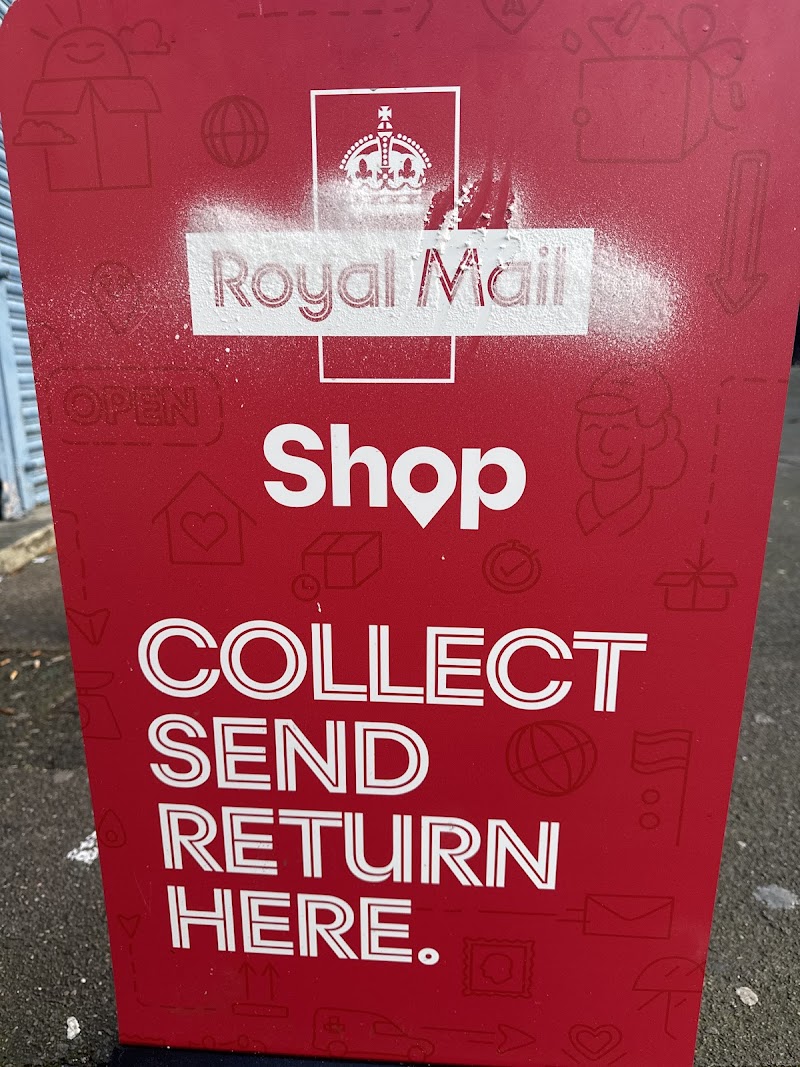 Royal Mail
Shop
OPEN
COLLECT
SEND
RETURN
HERE.